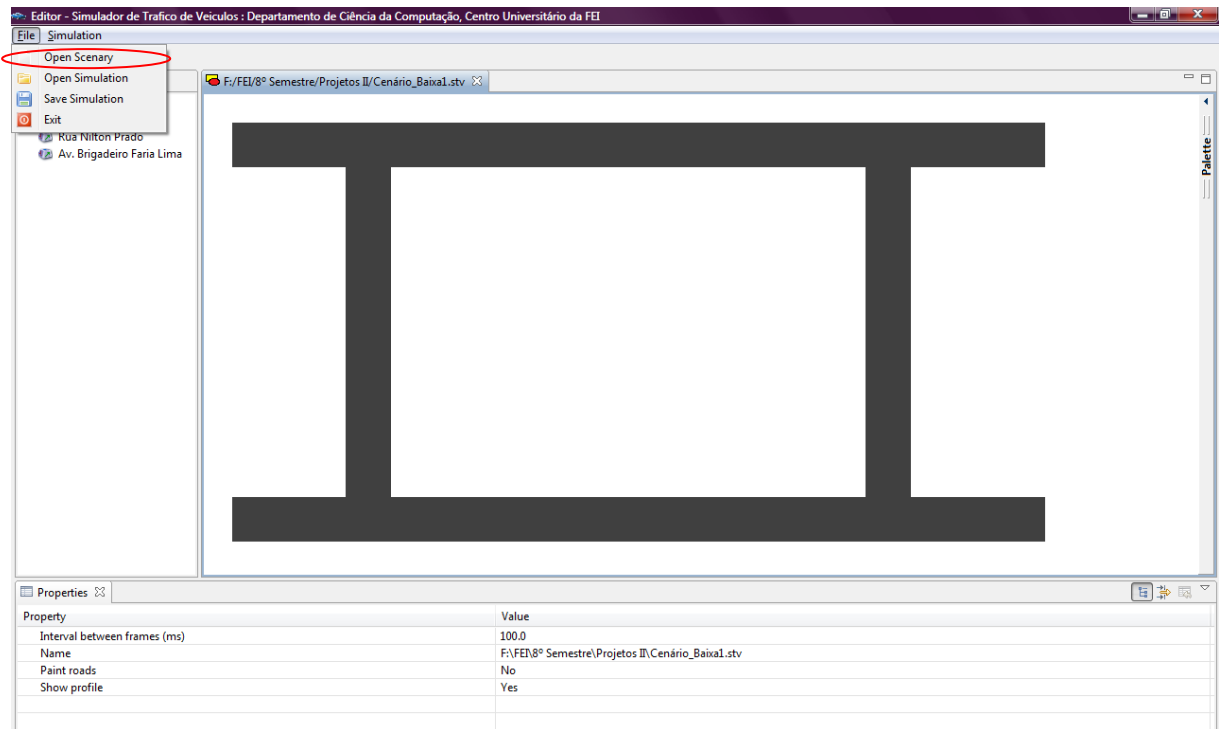 Editor - Simulador de Trafico de Veiculos : Departamento de Ciência da Computação, Centro Universitário da FEI
File Simulation
Open Scenary
Open Simulation
Save Simulation
Exit
Rua Nilton Prado
Av. Brigadeiro Faria Lima
F:/FEI/8º Semestre/Projetos II/Cenário_Baixa1.stv
Palette
Properties
Property Value
Interval between frames (ms) 100.0
Name F:\FEI\8º Semestre\Projetos II\Cenário_Baixa1.stv
Paint roads No
Show profile Yes